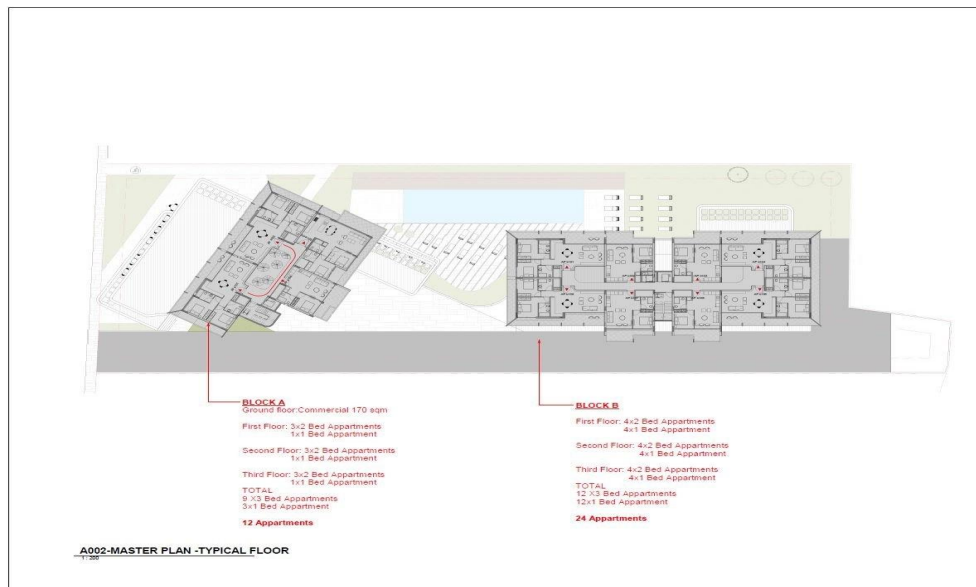 BLOCK A
Ground floor:Commercial 170 sqm
First Floor: 3x2 Bed Appartments
1x1 Bed Appartment
Second Floor: 3x2 Bed Appartments
1x1 Bed Appartment
Third Floor: 3x2 Bed Appartments
1x1 Bed Appartment
TOTAL
9 X3 Bed Appartments
3x1 Bed Appartment
12 Appartments
BLOCK B
First Floor: 4x2 Bed Appartments
4x1 Bed Appartment
Second Floor: 4x2 Bed Appartments
4x1 Bed Appartment
Third Floor: 4x2 Bed Appartments
4x1 Bed Appartment
TOTAL
12 X3 Bed Appartments
12x1 Bed Appartment
24 Appartments
A002-MASTER PLAN -TYPICAL FLOOR
1 : 200